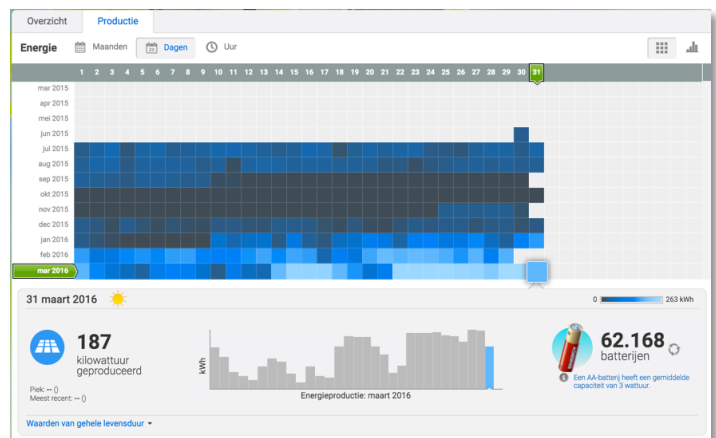 Overzicht Productie
Energie Maanden Dagen Uur
1 2 3 4 5 6 7 8 9 10 11 12 13 14 15 16 17 18 19 20 21 22 23 24 25 26 27 28 29 30 31
mar 2015
apr 2015
mei 2015
jun 2015
jul 2015
aug 2015
sep 2015
okt 2015
nov 2015
dec 2015
jan 2016
feb 2016
mar 2016
31 maart 2016
0 263 kWh
187
kilowattuur
geproduceerd
Piek: -- ()
Meest recent: -- ()
kWh
Energieproductie: maart 2016
62.168
batterijen
Een AA-batterij heeft een gemiddelde
capaciteit van 3 wattuur.
Waarden van gehele levensduur